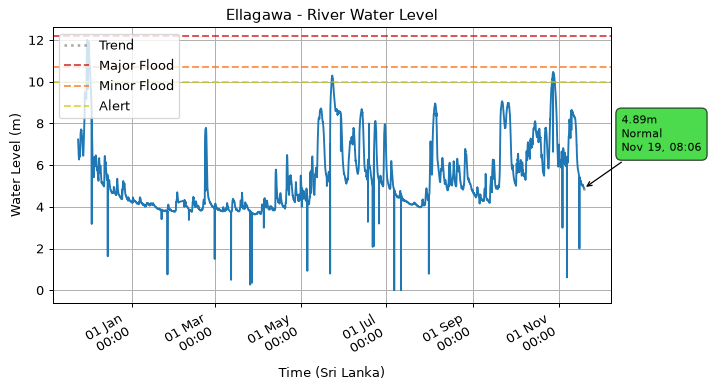 Ellagawa - River Water Level
Water Level (m)
12
10
8
6
4
2
0
Trend
Major Flood
Minor Flood
Alert
4.89m
Normal
Nov 19, 08:06
01 Jan
00:00
01 Mar
00:00
01 May
00:00
01 Jul
00:00
01 Sep
00:00
01 Nov
00:00
Time (Sri Lanka)